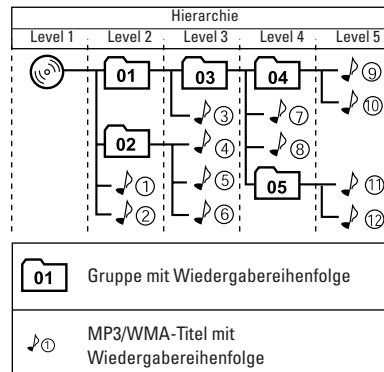 Hierarchie
Level 1 Level 2 Level 3 Level 4 Level 5
01 03 04 ⑨
⑩
③ ⑦
02 ④ ⑧
① ⑤ 05 ⑪
② ⑥ ⑫
01 Gruppe mit Wiedergabereihenfolge
① MP3/WMA-Titel mit
Wiedergabereihenfolge